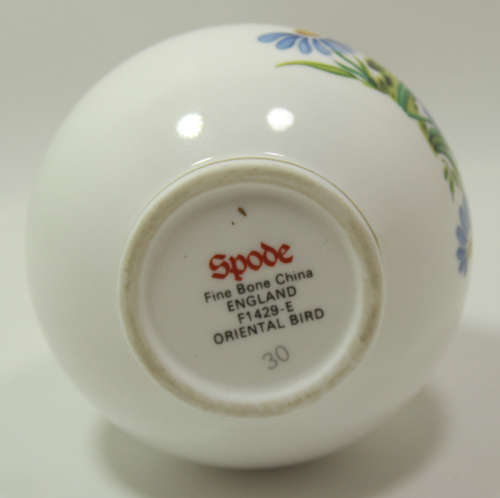 Spode
Fine Bone China
ENGLAND
F1429-E
ORIENTAL BIRD
30